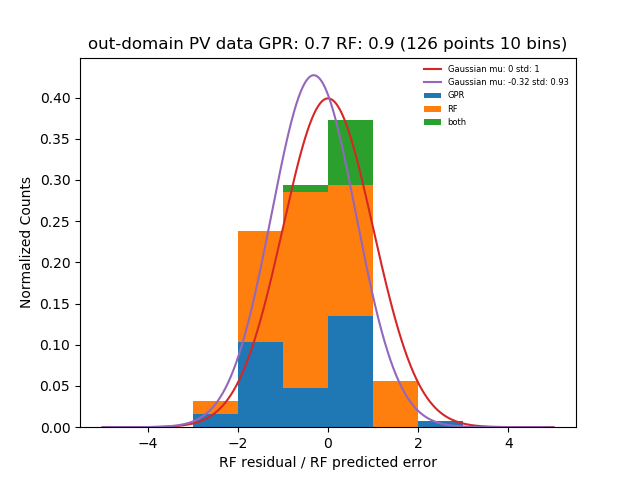 out-domain PV data GPR: 0.7 RF: 0.9 (126 points 10 bins)
Gaussian mu: 0 std: 1
Gaussian mu: -0.32 std: 0.93
GPR
RF
both
Normalized Counts
0.40
0.35
0.30
0.25
0.20
0.15
0.10
0.05
0.00
−4 −2 0 2 4
RF residual / RF predicted error